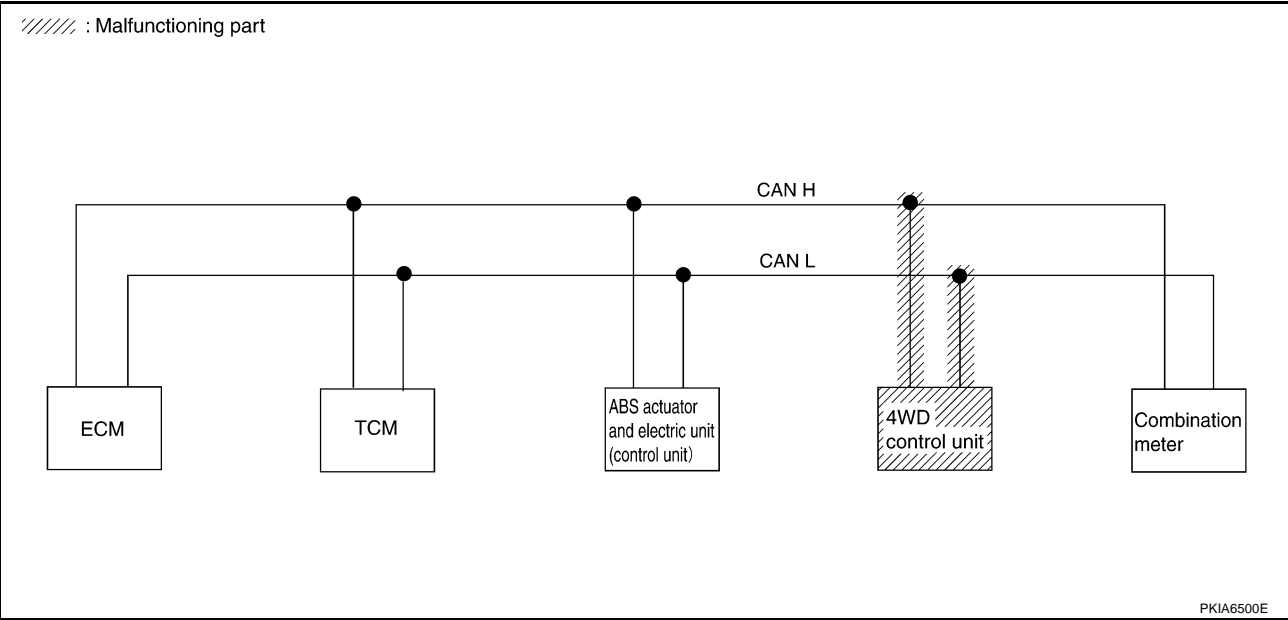 : Malfunctioning part
CAN H
CAN L
ECM
TCM
ABS actuator
and electric unit
(control unit)
4WD
control unit
Combination
meter
PKIA6500E